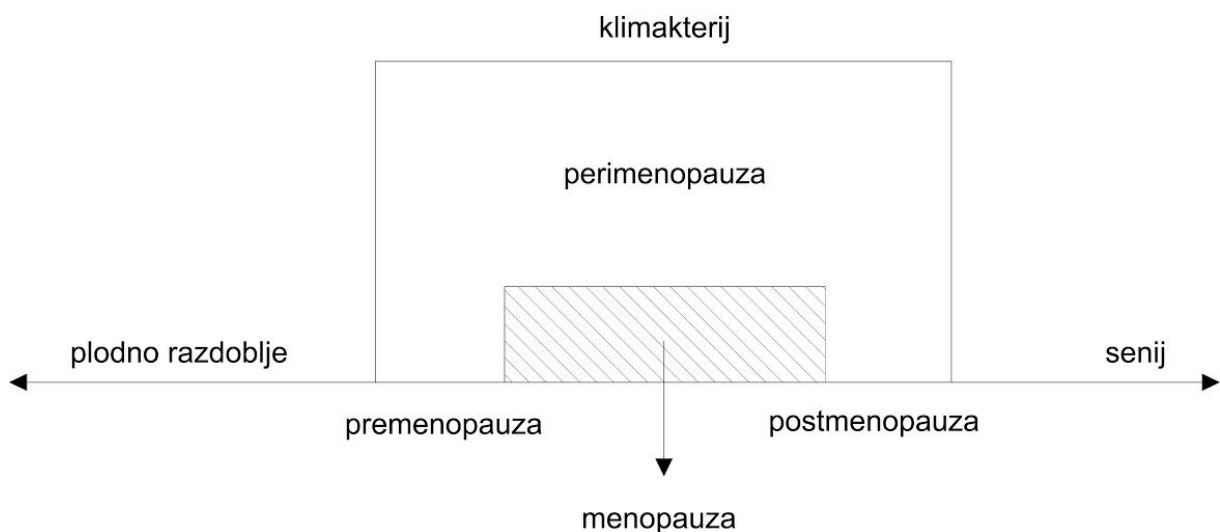 klimakterij
perimenopauza
plodno razdoblje
senij
premenopauza
postmenopauza
menopauza